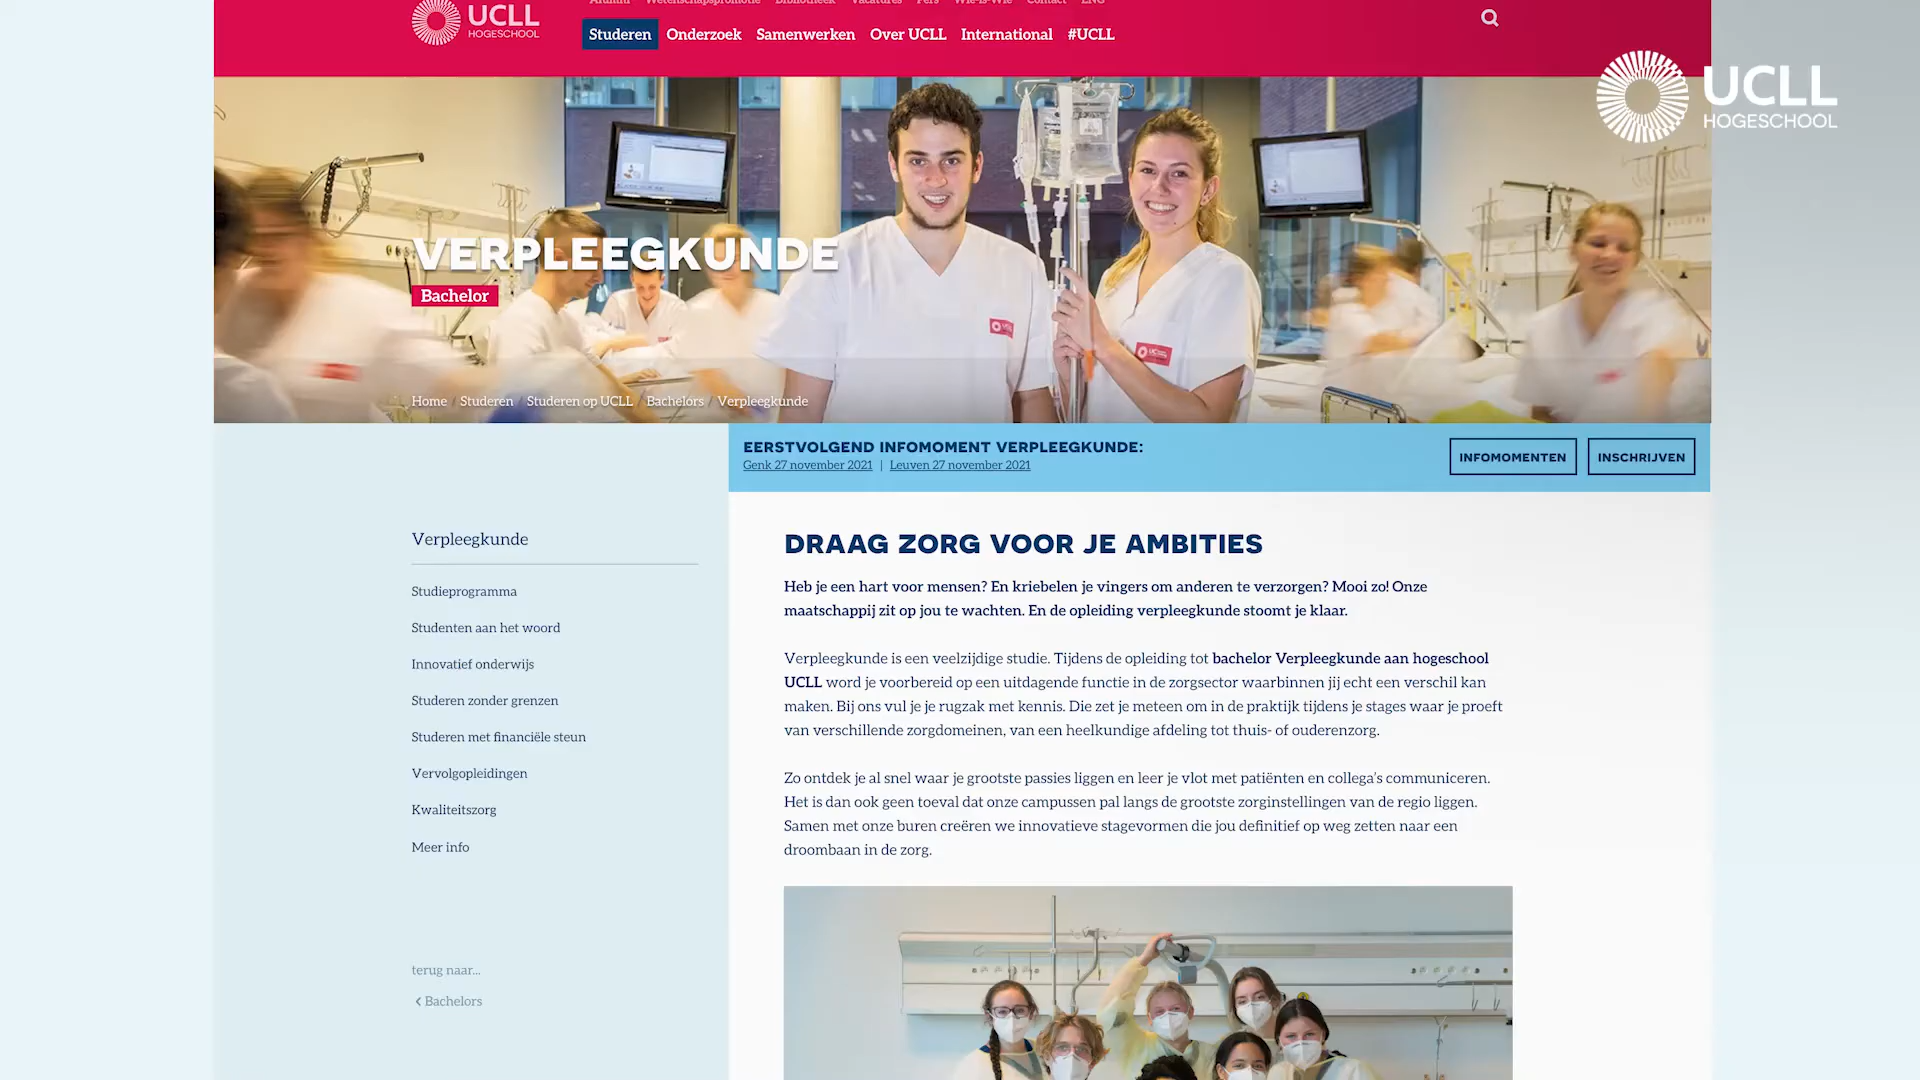 Alumni Wetenschapspromotie Bibliotheek Vacatures Pers Wie-is-Wie Contact ENG
UCLL
HOGESCHOOL
Studeren Onderzoek Samenwerken Over UCLL International #UCLL
UCLL
HOGESCHOOL
VERPLEEGKUNDE
Bachelor
Home / Studeren / Studeren op UCLL / Bachelors / Verpleegkunde
EERSTVOLGEND INFOMOMENT VERPLEEGKUNDE:
Genk 27 november 2021 | Leuven 27 november 2021
INFOMOMENTEN
INSCHRIJVEN
Verpleegkunde
Studieprogramma
Studenten aan het woord
Innovatief onderwijs
Studeren zonder grenzen
Studeren met financiële steun
Vervolgopleidingen
Kwaliteitszorg
Meer info
terug naar...
< Bachelors
DRAAG ZORG VOOR JE AMBITIES
Heb je een hart voor mensen? En kriebelen je vingers om anderen te verzorgen? Mooi zo! Onze
maatschappij zit op jou te wachten. En de opleiding verpleegkunde stoomt je klaar.
Verpleegkunde is een veelzijdige studie. Tijdens de opleiding tot bachelor Verpleegkunde aan hogeschool
UCLL word je voorbereid op een uitdagende functie in de zorgsector waarbinnen jij echt een verschil kan
maken. Bij ons vul je je rugzak met kennis. Die zet je meteen om in de praktijk tijdens je stages waar je proeft
van verschillende zorgdomeinen, van een heelkundige afdeling tot thuis- of ouderenzorg.
Zo ontdek je al snel waar je grootste passies liggen en leer je vlot met patiënten en collega's communiceren.
Het is dan ook geen toeval dat onze campussen pal langs de grootste zorginstellingen van de regio liggen.
Samen met onze buren creëren we innovatieve stagevormen die jou definitief op weg zetten naar een
droombaan in de zorg.